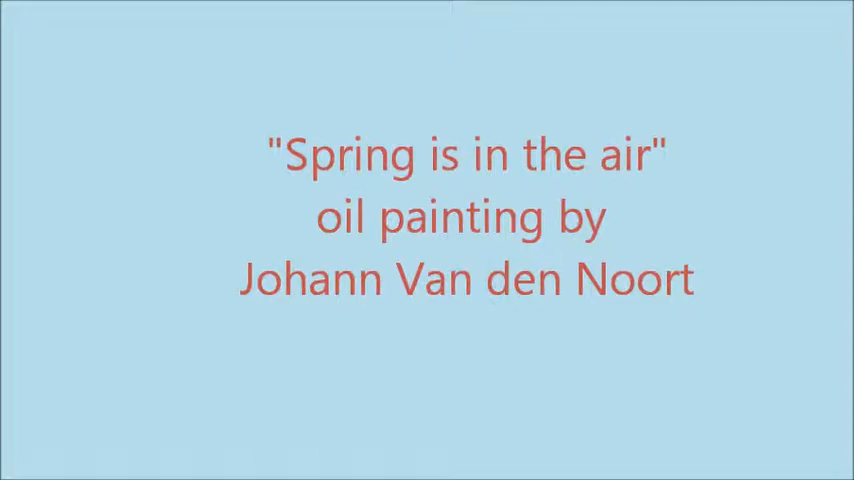 "Spring is in the air"
oil painting by
Johann Van den Noort